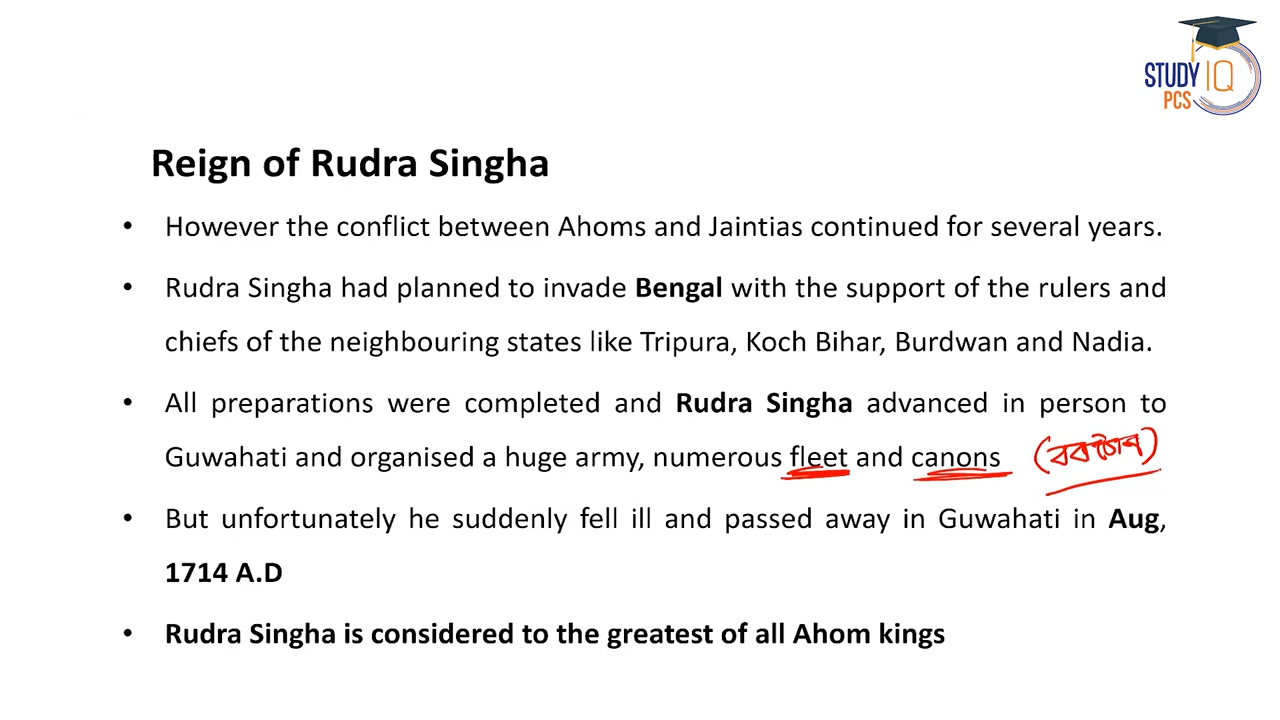 STUDY IQ
PCS
Reign of Rudra Singha
• However the conflict between Ahoms and Jaintias continued for several years.
• Rudra Singha had planned to invade Bengal with the support of the rulers and
chiefs of the neighbouring states like Tripura, Koch Bihar, Burdwan and Nadia.
• All preparations were completed and Rudra Singha advanced in person to
Guwahati and organised a huge army, numerous fleet and canons
• But unfortunately he suddenly fell ill and passed away in Guwahati in Aug,
1714 A.D
• Rudra Singha is considered to the greatest of all Ahom kings